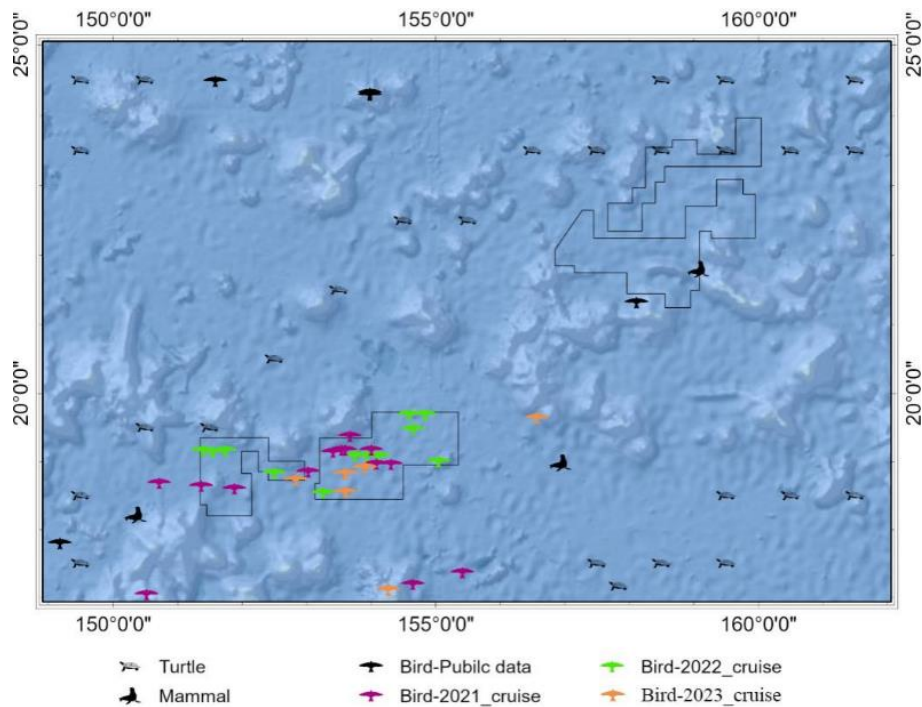 150°0'0" 155°0'0" 160°0'0"
25°0'0" 25°0'0"
20°0'0" 20°0'0"
150°0'0" 155°0'0" 160°0'0"
Turtle Bird-Pubilc data Bird-2022_cruise
Mammal Bird-2021_cruise Bird-2023_cruise